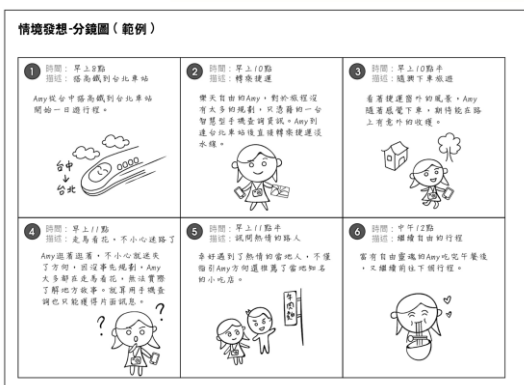 情境發想-分鏡圖（範例）
1
時間：早上8點
描述：搭高鐵到台北車站
Amy從台中搭高鐵到台北車站
開始一日遊行程。
台中
台北
2
時間：早上10點
描述：轉乘捷運
樂天自由的Amy，對於旅程沒
有太多的規劃，只憑藉的一台
智慧型手機查詢資訊。Amy到
達台北車站後直接轉乘捷運淡
水線。
3
時間：早上10點半
描述：隨興下車旅遊
看著捷運窗外的風景，Amy
隨著感覺下車，期待能在路
上有意外的收穫。
4
時間：早上11點
描述：走馬看花，不小心迷路了
Amy逛著逛著，不小心就迷失
了方向，因沒事先規劃，Amy
大都都在走馬看花，無法實際
了解地方故事。就算用手機查
詢也只能獲得片面訊息。
? ?
5
時間：早上11點半
描述：訊問熱情的路人
幸好遇到了熱情的當地人，不僅
指引Amy方向還推薦了當地知名
的小吃店。
牛肉麵
6
時間：中午12點
描述：繼續自由的行程
富有自由靈魂的Amy吃完午餐後
，又繼續前往下個行程。